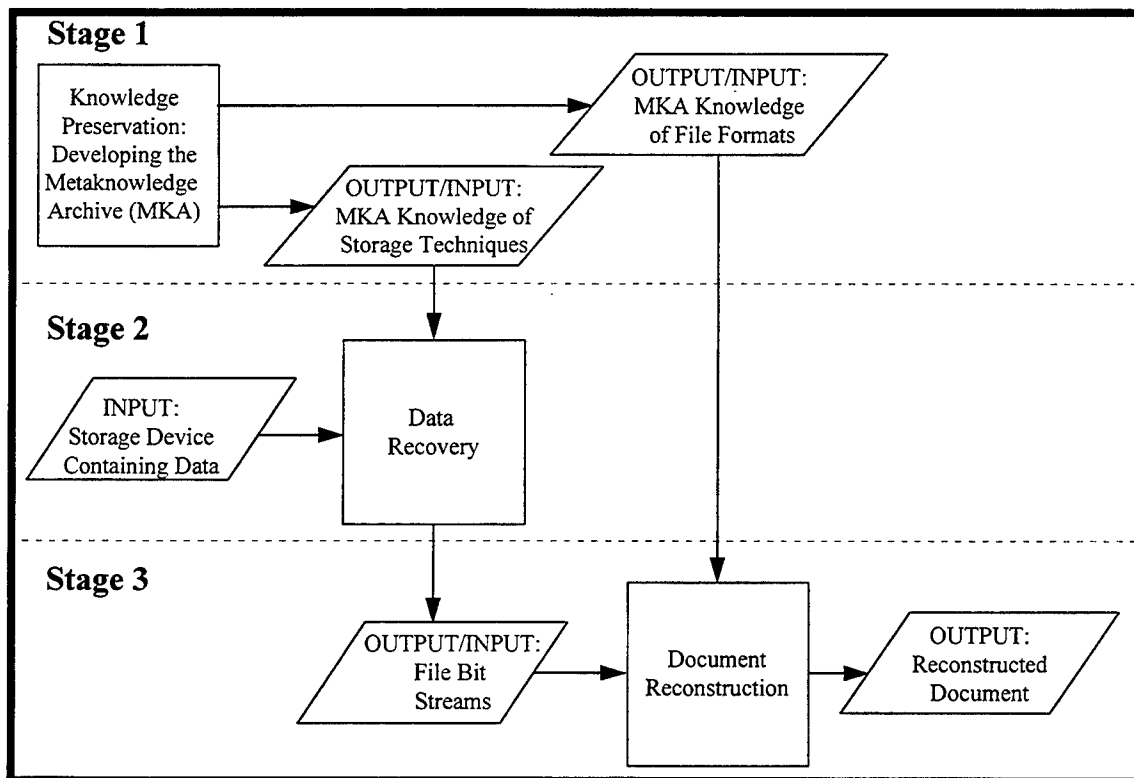 Stage 1
Knowledge
Preservation:
Developing the
Metaknowledge
Archive (MKA)
OUTPUT/INPUT:
MKA Knowledge
of File Formats
OUTPUT/INPUT:
MKA Knowledge of
Storage Techniques
Stage 2
INPUT:
Storage Device
Containing Data
Data
Recovery
Stage 3
OUTPUT/INPUT:
File Bit
Streams
Document
Reconstruction
OUTPUT:
Reconstructed
Document